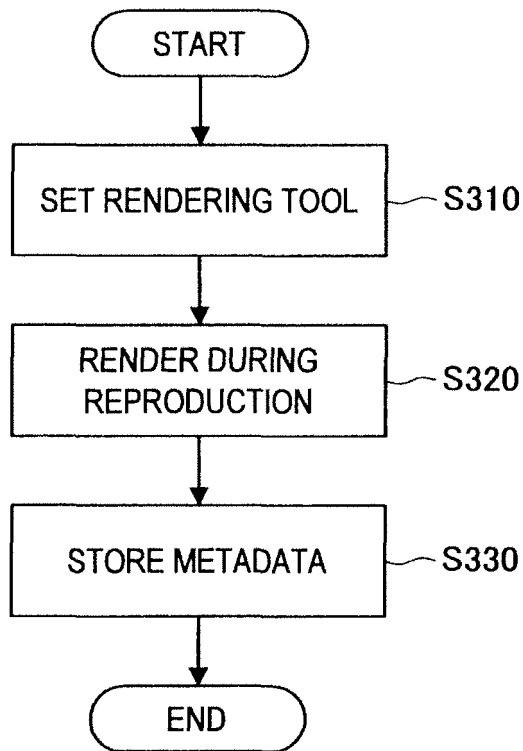 START
SET RENDERING TOOL
S310
RENDER DURING
REPRODUCTION
S320
STORE METADATA
S330
END